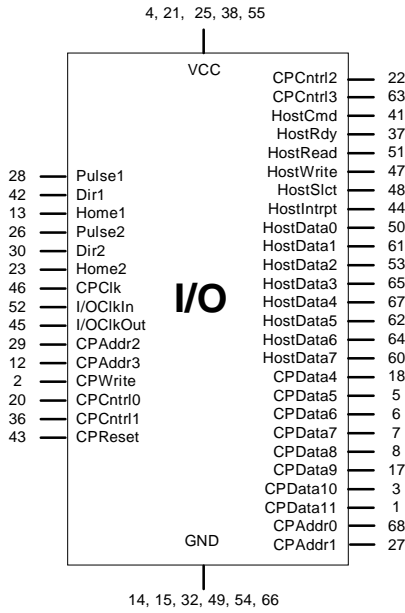 4, 21, 25, 38, 55
VCC
CPCntrl2 22
CPCntrl3 63
HostCmd 41
HostRdy 37
HostRead 51
HostWrite 47
HostSlct 48
HostIntrpt 44
HostData0 50
HostData1 61
HostData2 53
HostData3 65
HostData4 67
HostData5 62
HostData6 64
HostData7 60
CPData4 18
CPData5 5
CPData6 6
CPData7 7
CPData8 8
CPData9 17
CPData10 3
CPData11 1
CPAddr0 68
CPAddr1 27
28 Pulse1
42 Dir1
13 Home1
26 Pulse2
30 Dir2
23 Home2
46 CPClk
52 I/OClkIn
45 I/OClkOut
29 CPAddr2
12 CPAddr3
2 CPWrite
20 CPCntrl0
36 CPCntrl1
43 CPReset
I/O
GND
14, 15, 32, 49, 54, 66